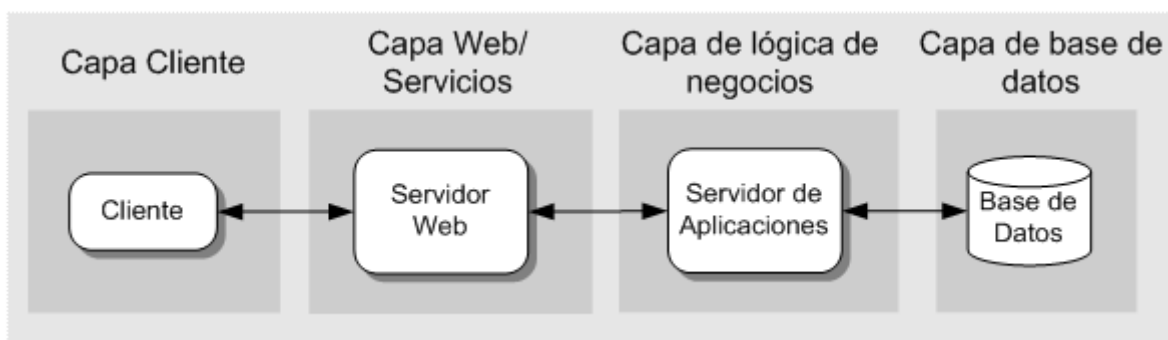 Capa Cliente
Capa Web/
Servicios
Capa de lógica de
negocios
Capa de base de
datos
Cliente
Servidor
Web
Servidor de
Aplicaciones
Base de
Datos